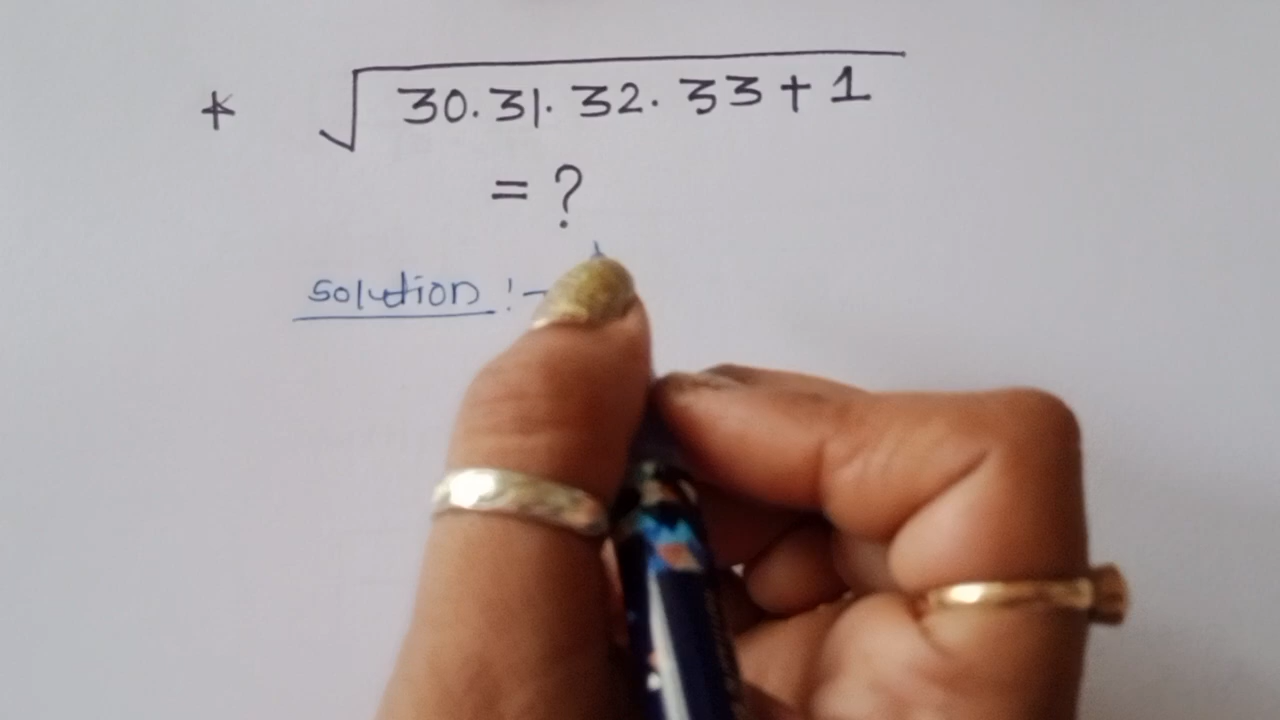 * √30.31.32.33+1
= ?
Solution :-